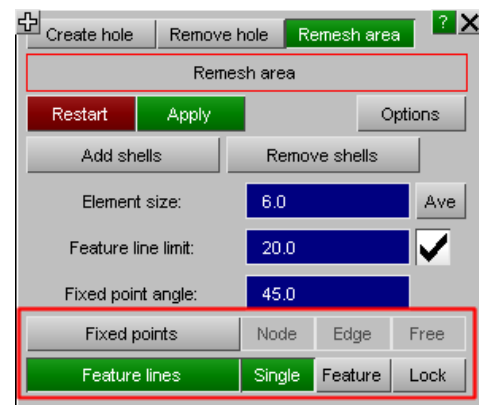 Create hole Remove hole Remesh area ? X
Remesh area
Restart Apply Options
Add shells Remove shells
Element size: 6.0 Ave
Feature line limit: 20.0
Fixed point angle: 45.0
Fixed points Node Edge Free
Feature lines Single Feature Lock